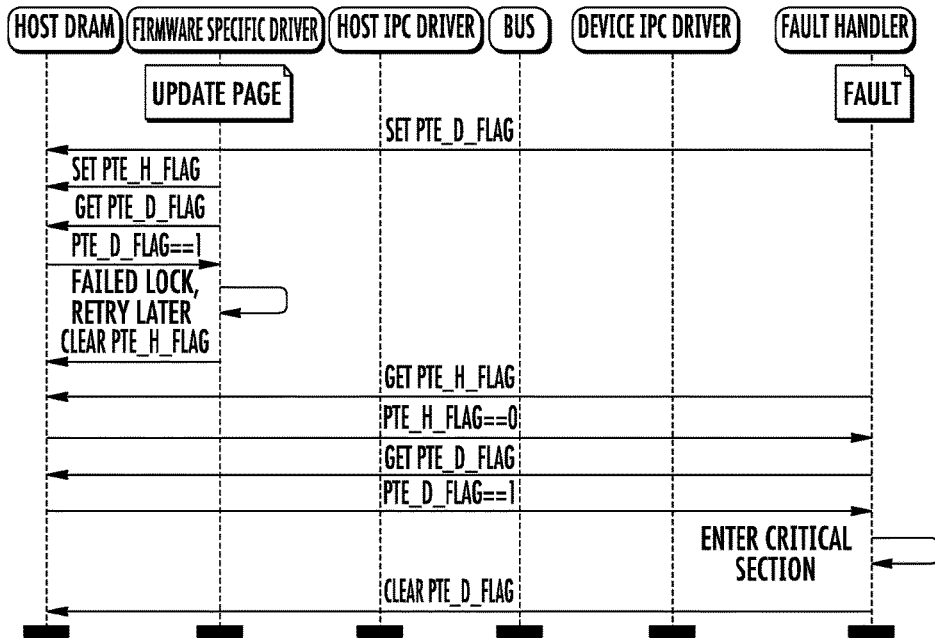 HOST DRAM
FIRMWARE SPECIFIC DRIVER
HOST IPC DRIVER
BUS
DEVICE IPC DRIVER
FAULT HANDLER
UPDATE PAGE
FAULT
SET PTE_D_FLAG
SET PTE_H_FLAG
GET PTE_D_FLAG
PTE_D_FLAG==1
FAILED LOCK,
RETRY LATER
CLEAR PTE_H_FLAG
GET PTE_H_FLAG
PTE_H_FLAG==0
GET PTE_D_FLAG
PTE_D_FLAG==1
ENTER CRITICAL
SECTION
CLEAR PTE_D_FLAG